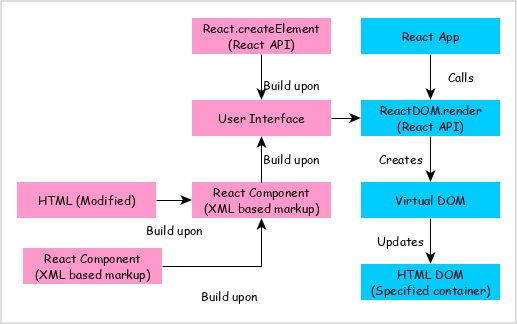 React.createElement
(React API)
React App
Build upon
Calls
User Interface
ReactDOM.render
(React API)
Build upon
Creates
HTML (Modified)
React Component
(XML based markup)
Virtual DOM
Build upon
Updates
React Component
(XML based markup)
HTML DOM
(Specified container)
Build upon